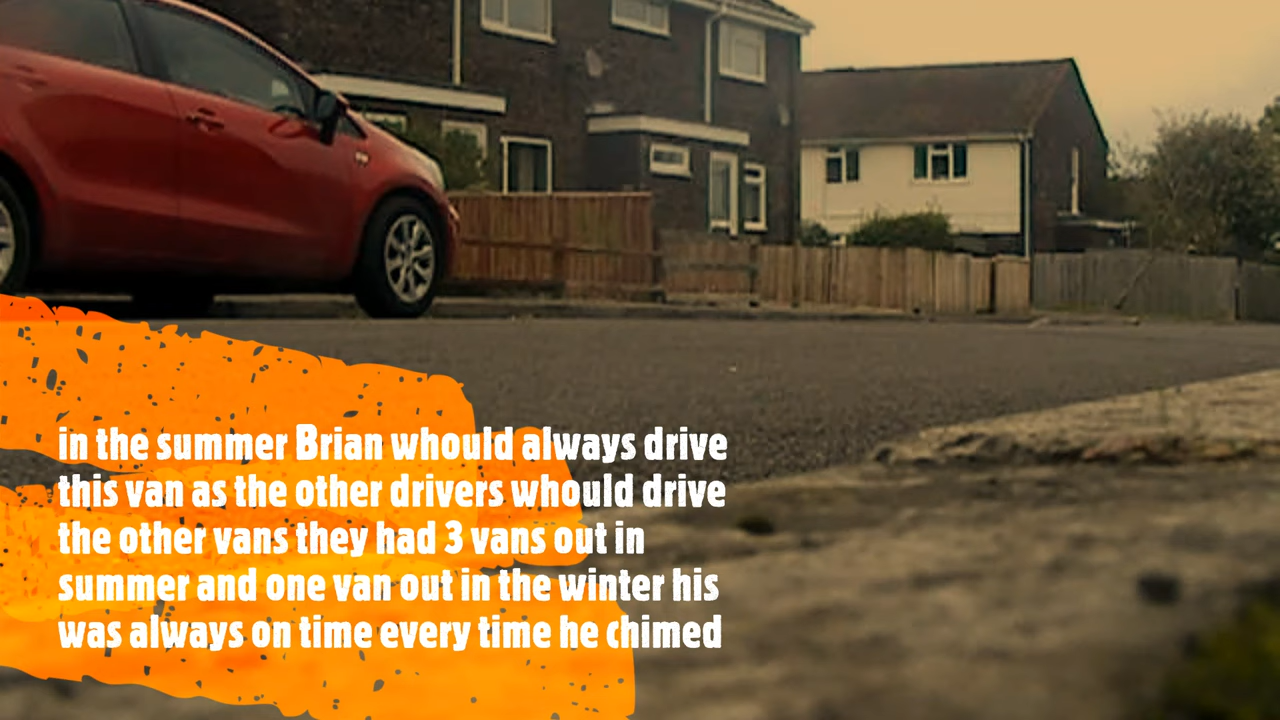 in the summer Brian whould always drive
this van as the other drivers whould drive
the other vans they had 3 vans out in
summer and one van out in the winter his
was always on time every time he chimed